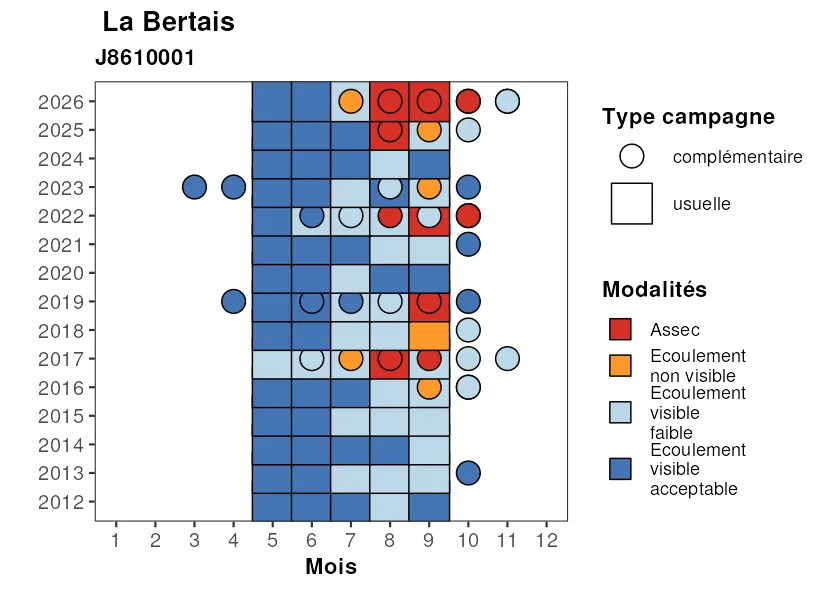 La Bertais
J8610001
2026
2025
2024
2023
2022
2021
2020
2019
2018
2017
2016
2015
2014
2013
2012
1 2 3 4 5 6 7 8 9 10 11 12
Mois
Type campagne
complémentaire
usuelle
Modalités
Assec
Ecoulement
non visible
Ecoulement
visible
faible
Ecoulement
visible
acceptable